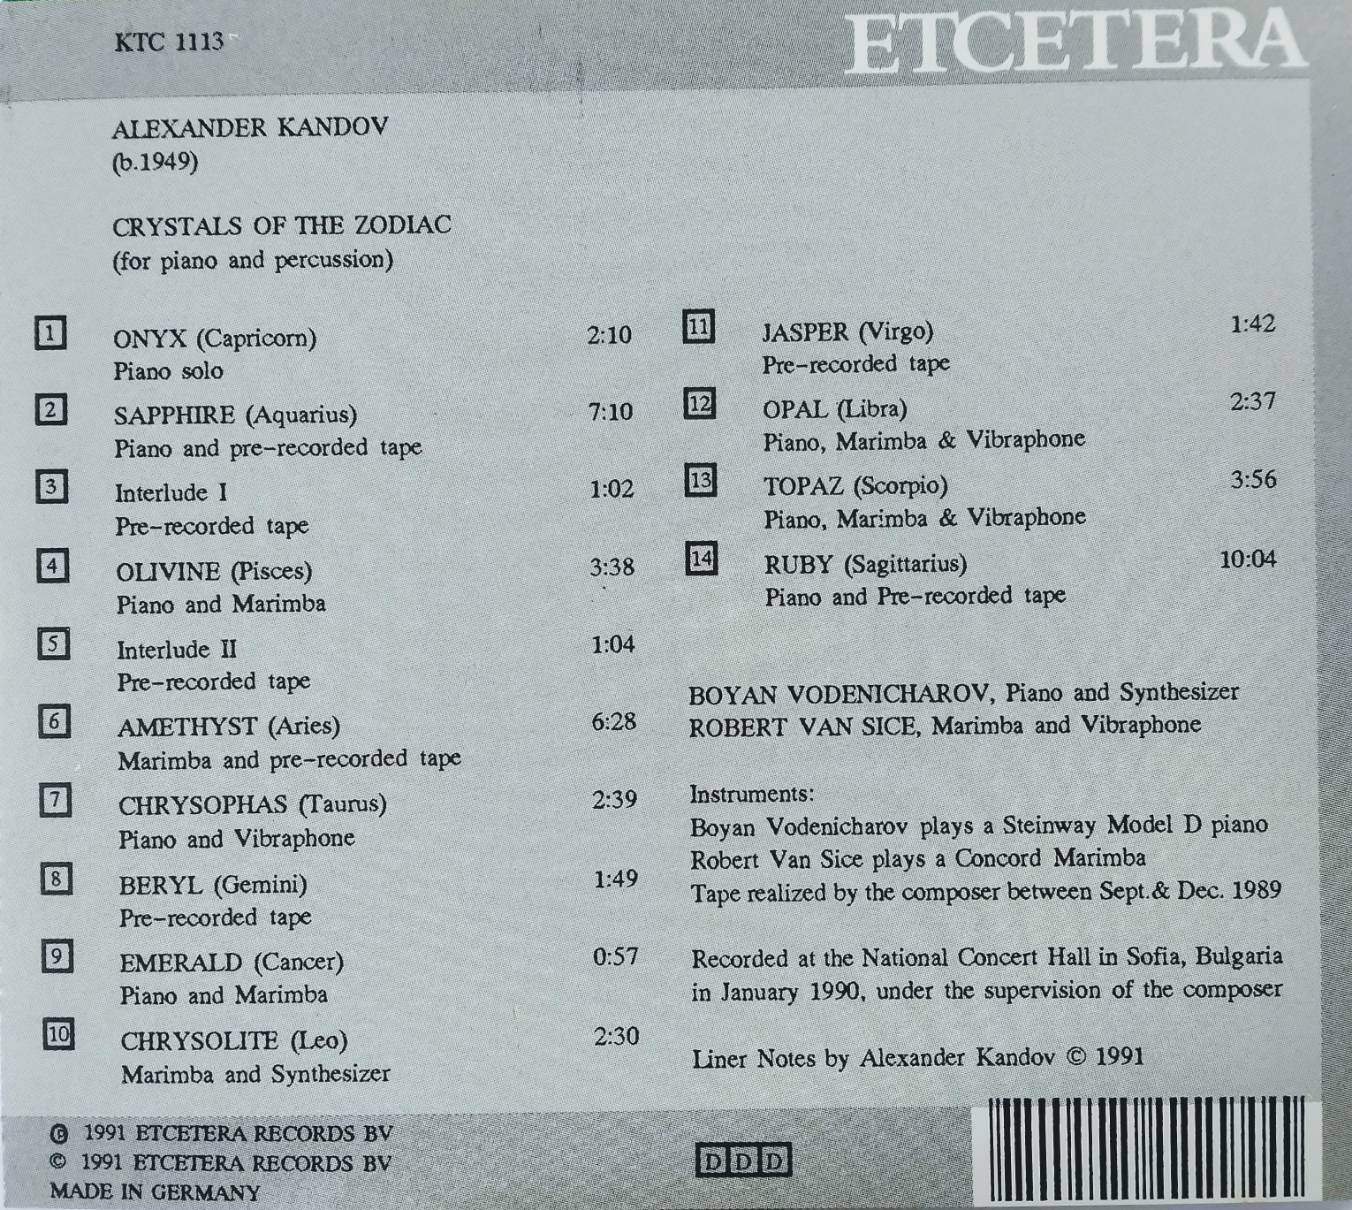 KTC 1113
ETCETERA
ALEXANDER KANDOV
(b.1949)
CRYSTALS OF THE ZODIAC
(for piano and percussion)
1 ONYX (Capricorn) 2:10
Piano solo
2 SAPPHIRE (Aquarius) 7:10
Piano and pre-recorded tape
3 Interlude I 1:02
Pre-recorded tape
4 OLIVINE (Pisces) 3:38
Piano and Marimba
5 Interlude II 1:04
Pre-recorded tape
6 AMETHYST (Aries) 6:28
Marimba and pre-recorded tape
7 CHRYSOPHAS (Taurus) 2:39
Piano and Vibraphone
8 BERYL (Gemini) 1:49
Pre-recorded tape
9 EMERALD (Cancer) 0:57
Piano and Marimba
10 CHRYSOLITE (Leo) 2:30
Marimba and Synthesizer
11 JASPER (Virgo) 1:42
Pre-recorded tape
12 OPAL (Libra) 2:37
Piano, Marimba & Vibraphone
13 TOPAZ (Scorpio) 3:56
Piano, Marimba & Vibraphone
14 RUBY (Sagittarius) 10:04
Piano and Pre-recorded tape
BOYAN VODENICHAROV, Piano and Synthesizer
ROBERT VAN SICE, Marimba and Vibraphone
Instruments:
Boyan Vodenicharov plays a Steinway Model D piano
Robert Van Sice plays a Concord Marimba
Tape realized by the composer between Sept.& Dec. 1989
Recorded at the National Concert Hall in Sofia, Bulgaria
in January 1990, under the supervision of the composer
Liner Notes by Alexander Kandov © 1991
℗ 1991 ETCETERA RECORDS BV
© 1991 ETCETERA RECORDS BV
MADE IN GERMANY
DDD